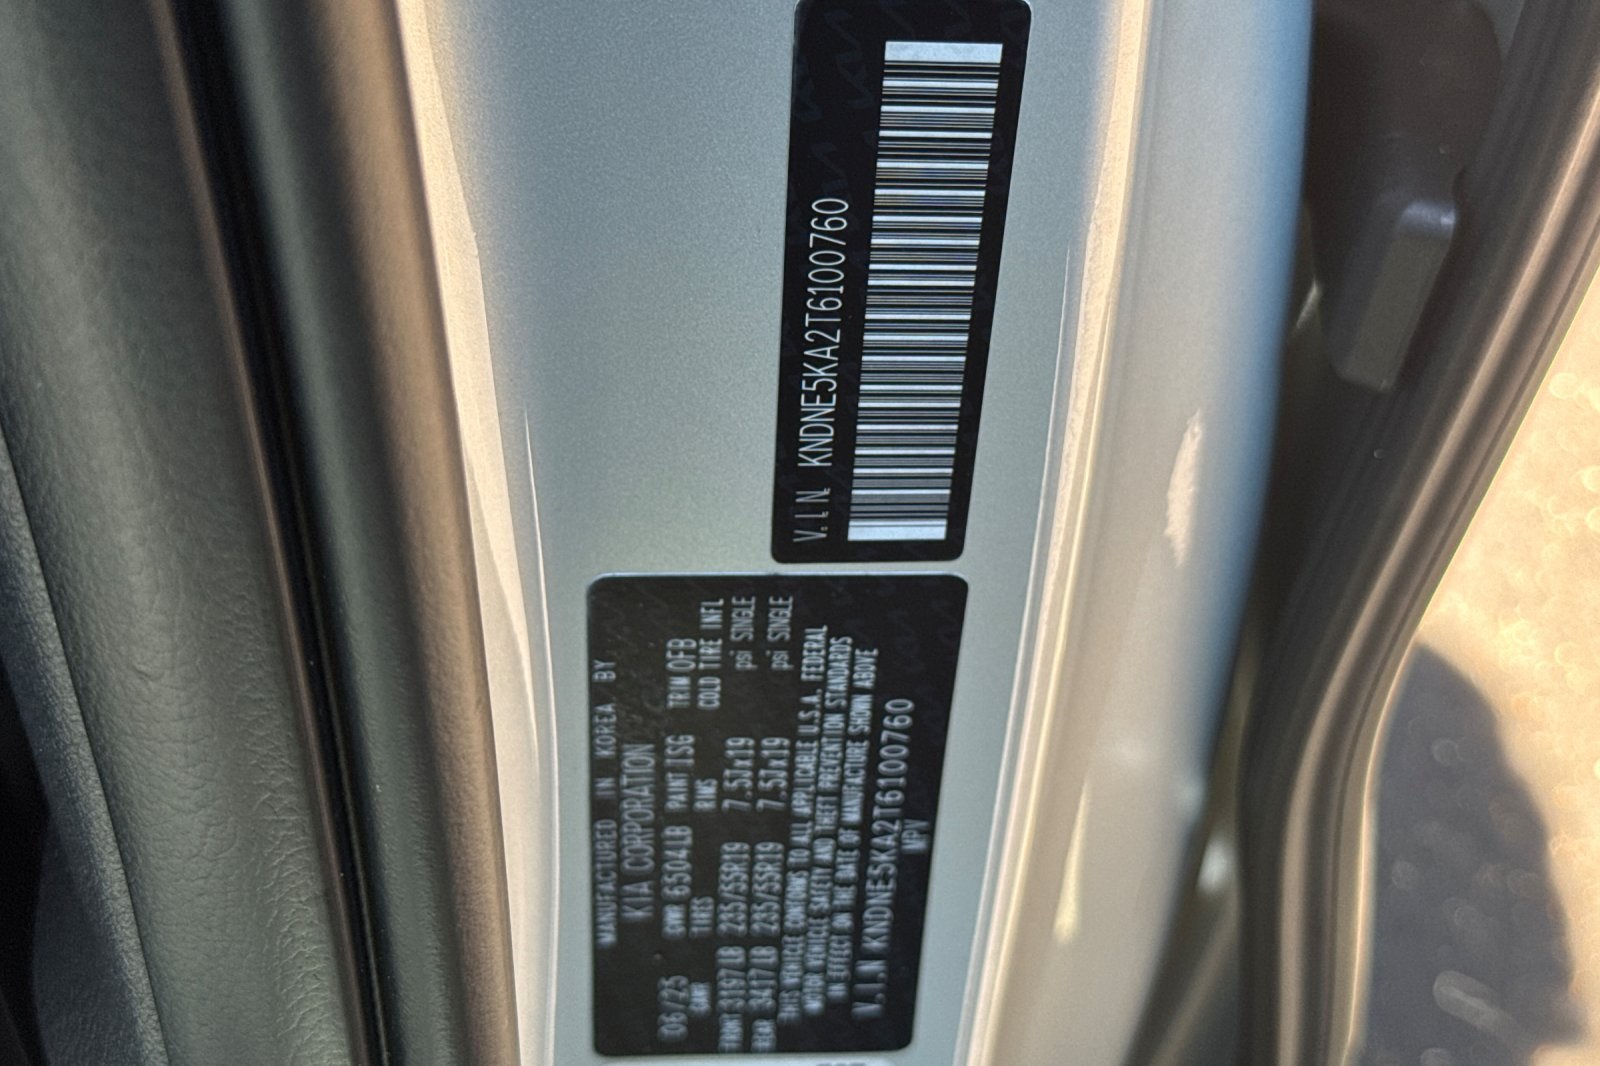 V.I.N. KNDNE5KA2T6100760
MANUFACTURED IN KOREA BY
KIA CORPORATION
06/25 GVWR 6504LB PAINT ISG TRIM OFB
GAWR TIRES RMS COLD TIRE INFL
FRONT 3197LB 235/55R19 7.5Jx19 psi SINGLE
REAR 3417LB 235/55R19 7.5Jx19 psi SINGLE
THIS VEHICLE CONFORMS TO ALL APPLICABLE U.S.A. FEDERAL
MOTOR VEHICLE SAFETY AND THEFT PREVENTION STANDARDS
IN EFFECT ON THE DATE OF MANUFACTURE SHOWN ABOVE
V.I.N KNDNE5KA2T6100760
MPV